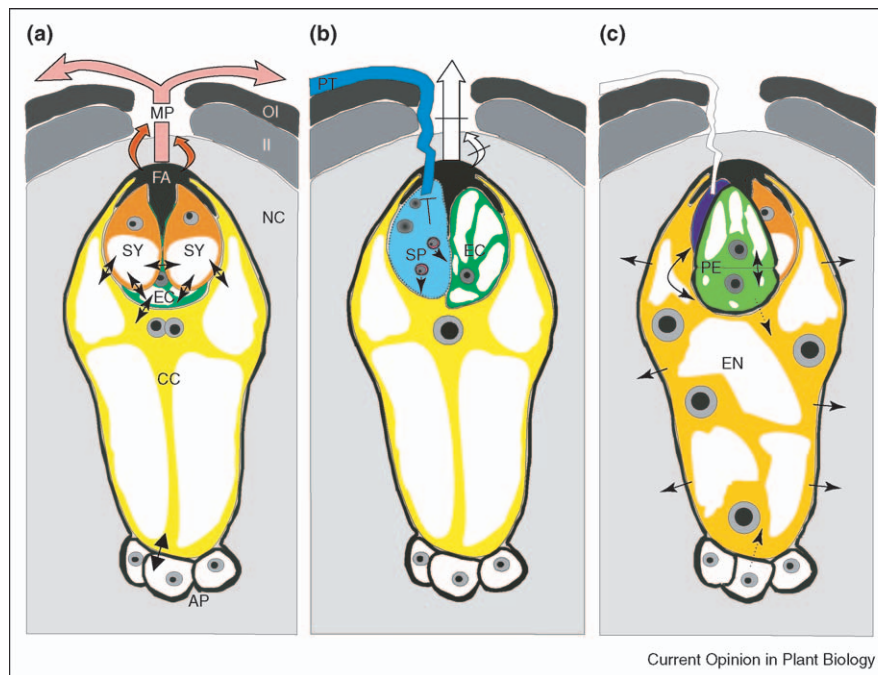 (a)
(b)
(c)
MP
OI
II
FA
NC
SY
SY
EC
CC
AP
PT
SP
EC
PE
EN
Current Opinion in Plant Biology